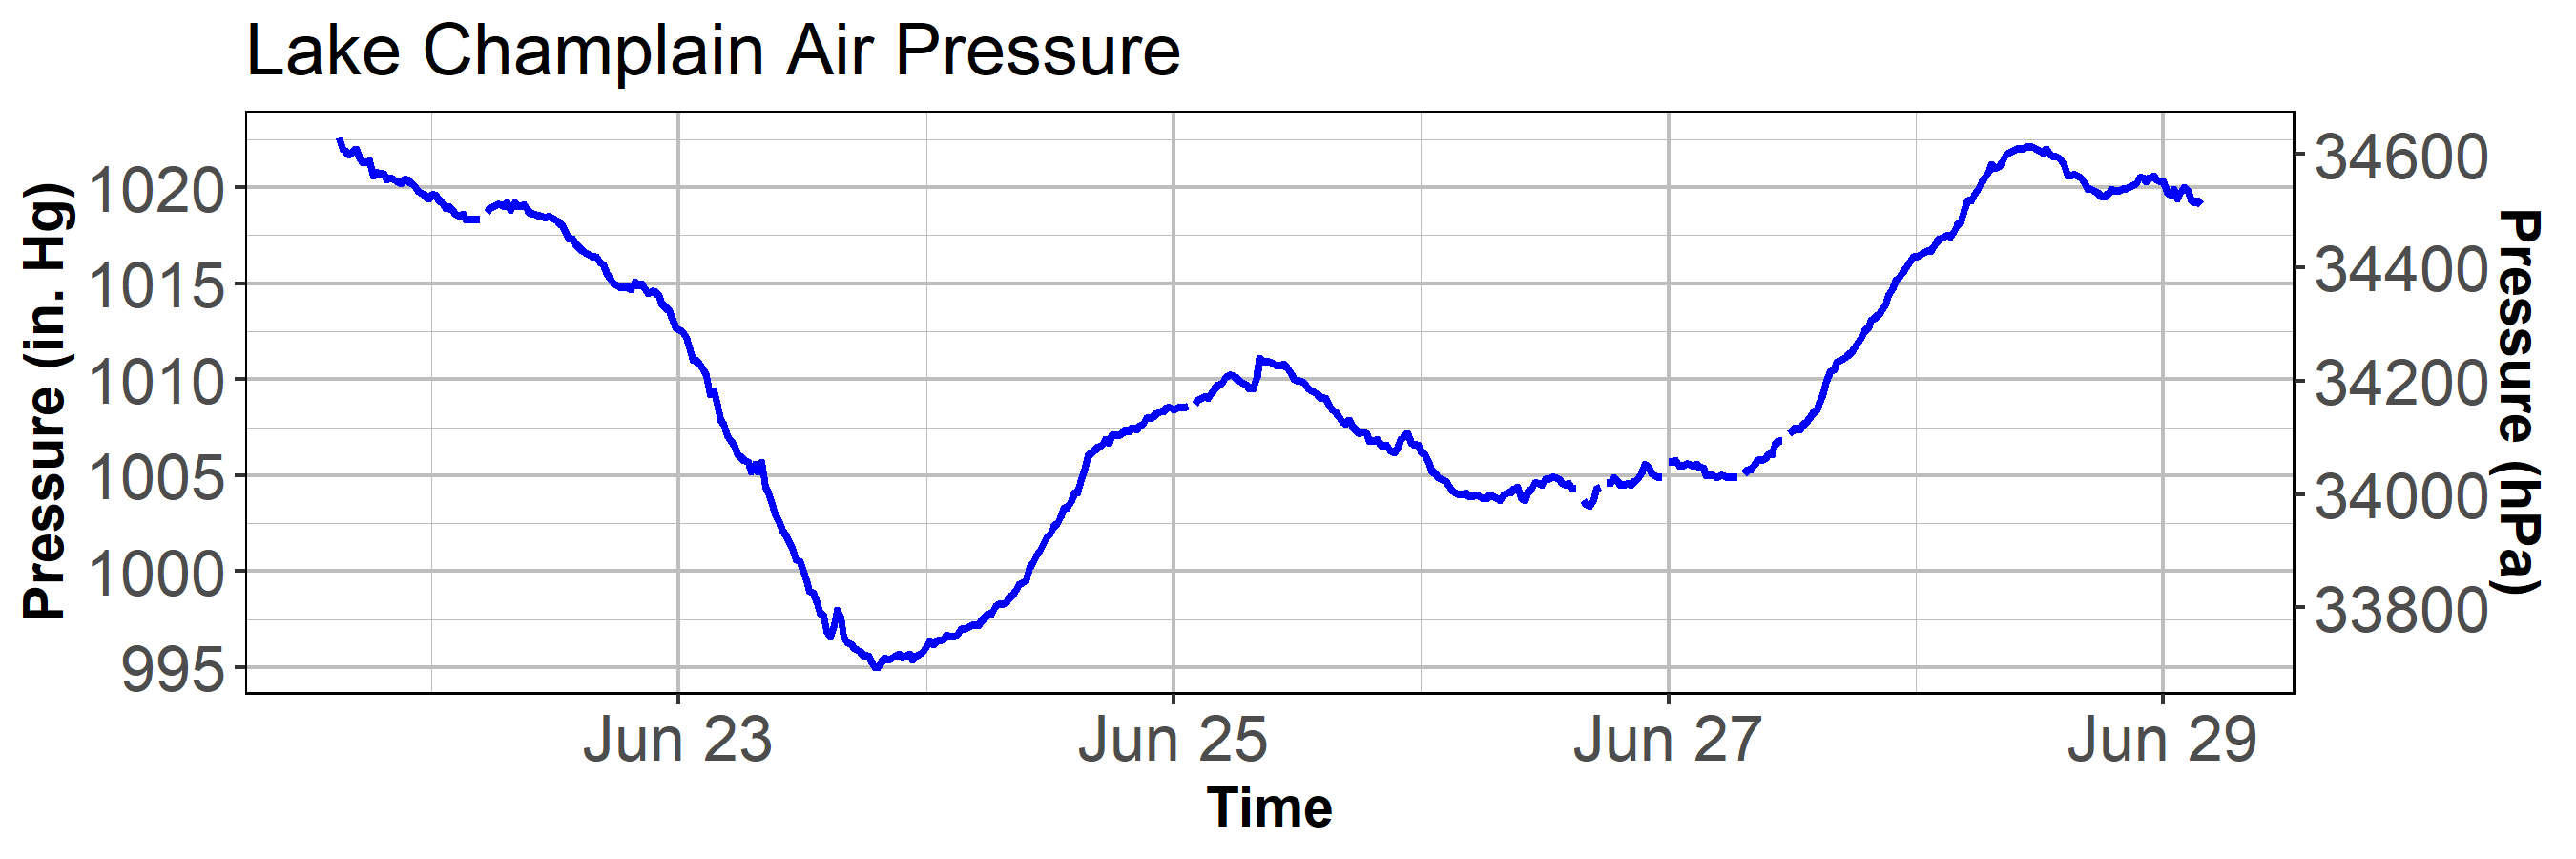 Lake Champlain Air Pressure
Pressure (in. Hg)
1020
1015
1010
1005
1000
995
34600
34400
34200
34000
33800
Pressure (hPa)
Jun 23
Jun 25
Jun 27
Jun 29
Time